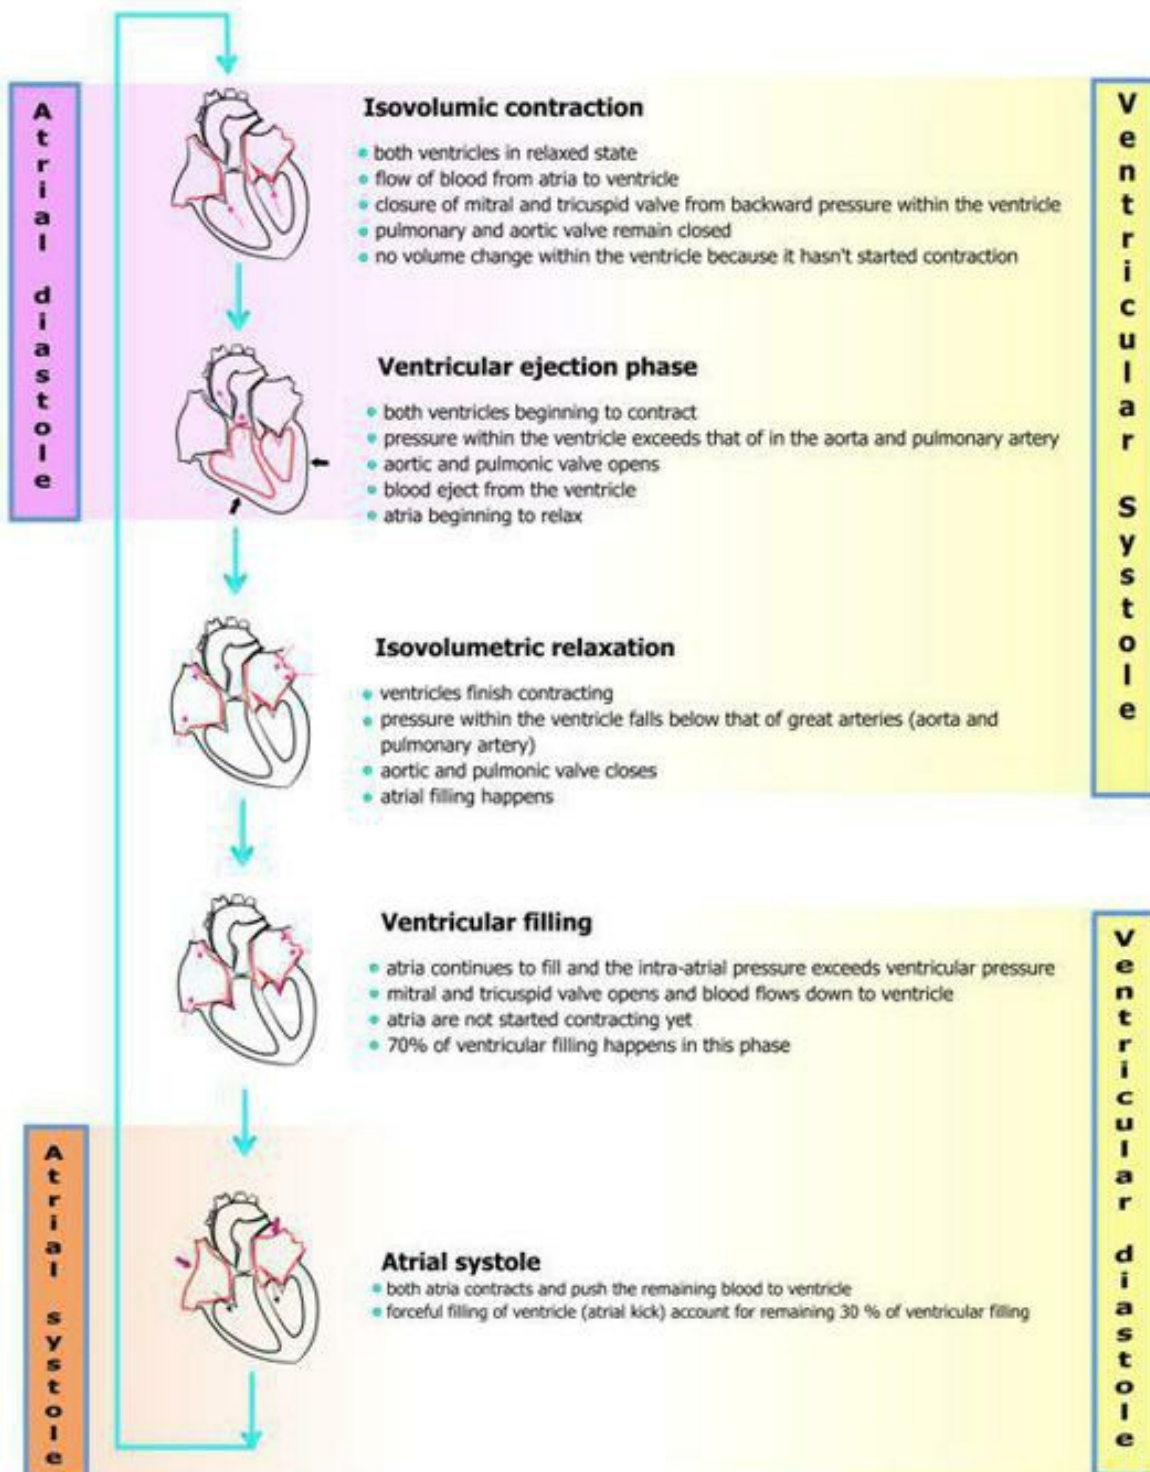 Atrial diastole
Ventricular Systole
Isovolumic contraction
both ventricles in relaxed state
flow of blood from atria to ventricle
closure of mitral and tricuspid valve from backward pressure within the ventricle
pulmonary and aortic valve remain closed
no volume change within the ventricle because it hasn't started contraction
Ventricular ejection phase
both ventricles beginning to contract
pressure within the ventricle exceeds that of in the aorta and pulmonary artery
aortic and pulmonic valve opens
blood eject from the ventricle
atria beginning to relax
Isovolumetric relaxation
ventricles finish contracting
pressure within the ventricle falls below that of great arteries (aorta and
pulmonary artery)
aortic and pulmonic valve closes
atrial filling happens
Ventricular diastole
Ventricular filling
atria continues to fill and the intra-atrial pressure exceeds ventricular pressure
mitral and tricuspid valve opens and blood flows down to ventricle
atria are not started contracting yet
70% of ventricular filling happens in this phase
Atrial systole
Atrial systole
both atria contracts and push the remaining blood to ventricle
forceful filling of ventricle (atrial kick) account for remaining 30 % of ventricular filling